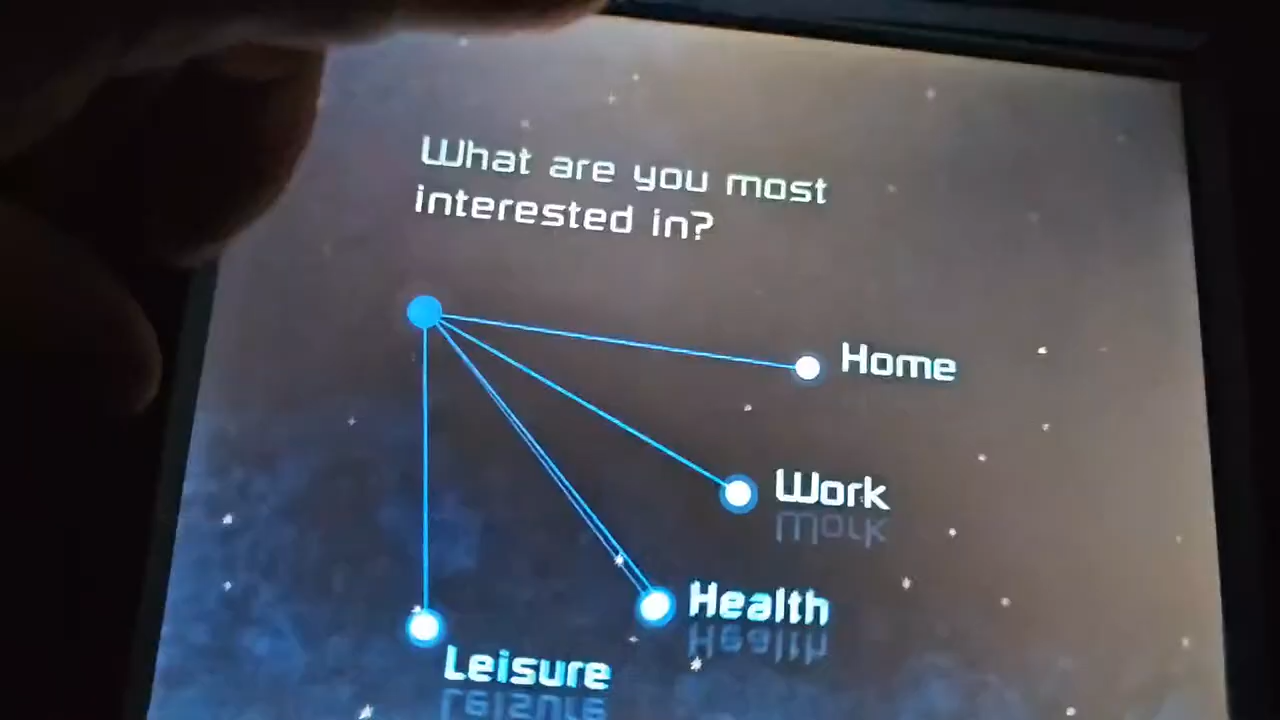 What are you most
interested in?
Home
Work
Health
Leisure